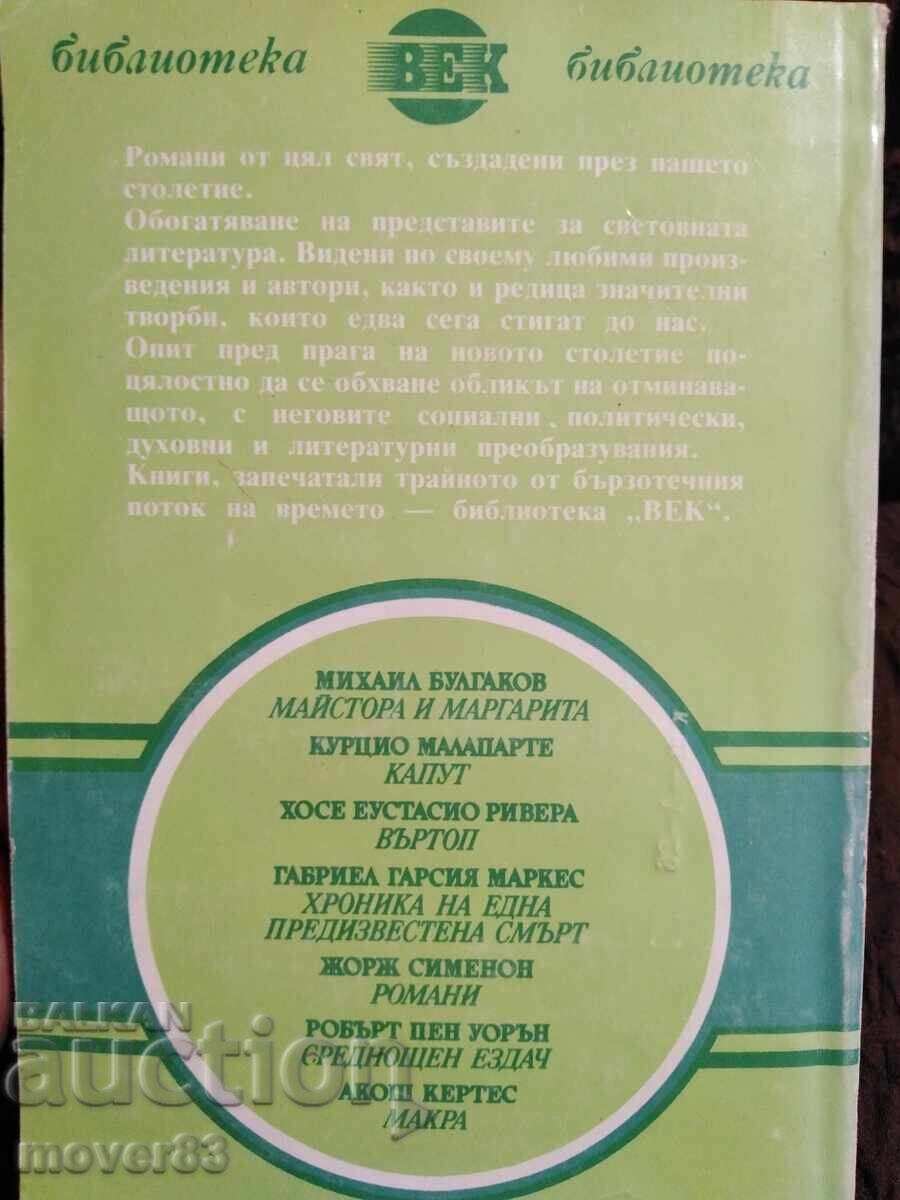 библиотека ВЕК библиотека
Романи от цял свят, създадени през нашето
столетие.
Обогатяване на представите за световната
литература. Видени по своему любими произ-
ведения и автори, както и редица значителни
творби, които едва сега стигат до нас.
Опит пред прага на новото столетие по-
цялостно да се обхване обликът на отминава-
щото, с неговите социални, политически,
духовни и литературни преобразувания.
Книги, запечатали трайното от бързотечния
поток на времето — библиотека „ВЕК“.
МИХАИЛ БУЛГАКОВ
МАЙСТОРА И МАРГАРИТА
КУРЦИО МАЛАПАРТЕ
КАПУТ
ХОСЕ ЕУСТАСИО РИВЕРА
ВЪРТОП
ГАБРИЕЛ ГАРСИЯ МАРКЕС
ХРОНИКА НА ЕДНА
ПРЕДИЗВЕСТЕНА СМЪРТ
ЖОРЖ СИМЕНОН
РОМАНИ
РОБЪРТ ПЕН УОРЪН
СРЕДНОЩЕН ЕЗДАЧ
АКОШ КЕРТЕС
МАКРА
BALKAN
auction
mover83